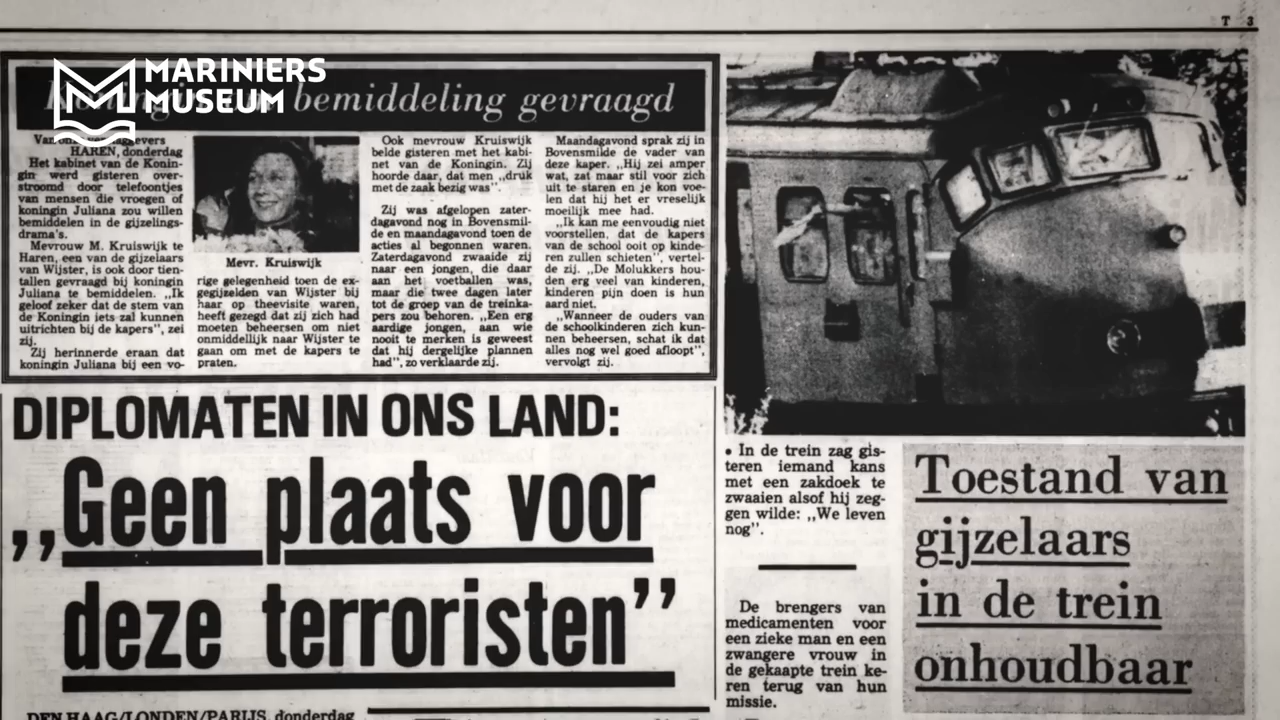 T 3
MARINIERS
MUSEUM
bemiddeling gevraagd
HAREN, donderdag
Het kabinet van de Konin-
gin werd gisteren over-
stroomd door telefoontjes
van mensen die vroegen of
koningin Juliana zou willen
bemiddelen in de gijzelings-
drama's.
Mevrouw M. Kruiswijk te
Haren, een van de gijzelaars
van Wijster, is ook door tien-
tallen gevraagd bij koningin
Juliana te bemiddelen. „Ik
geloof zeker dat de stem van
de Koningin iets zal kunnen
uitrichten bij de kapers", zei
zij.
Zij herinnerde eraan dat
koningin Juliana bij een vo-
Mevr. Kruiswijk
rige gelegenheid toen de ex-
gegijzelden van Wijster bij
haar op theevisite waren,
heeft gezegd dat zij zich had
moeten beheersen om niet
onmiddellijk naar Wijster te
gaan om met de kapers te
praten.
Ook mevrouw Kruiswijk
belde gisteren met het kabi-
net van de Koningin. Zij
hoorde daar, dat men „druk
met de zaak bezig was".
Zij was afgelopen zater-
dagavond nog in Bovensmil-
de en maandagavond toen de
acties al begonnen waren.
Zaterdagavond zwaaide zij
naar een jongen, die daar
aan het voetballen was,
maar die twee dagen later
tot de groep van de treinka-
pers zou behoren. „Een erg
aardige jongen, aan wie
nooit te merken is geweest
dat hij dergelijke plannen
had", zo verklaarde zij.
Maandagavond sprak zij in
Bovensmilde de vader van
deze kaper. „Hij zei amper
wat, zat maar stil voor zich
uit te staren en je kon voe-
len dat hij het er vreselijk
moeilijk mee had.
„Ik kan me eenvoudig niet
voorstellen, dat de kapers
van de school ooit op kinde-
ren zullen schieten", vertel-
de zij. „De Molukkers hou-
den erg veel van kinderen,
kinderen pijn doen is hun
aard niet.
„Wanneer de ouders van
de schoolkinderen zich kun-
nen beheersen, schat ik dat
alles nog wel goed afloopt",
vervolgt zij.
DIPLOMATEN IN ONS LAND:
„Geen plaats voor
deze terroristen"
DEN HAAG/LONDEN/PARIJS, donderdag
• In de trein zag gis-
teren iemand kans
met een zakdoek te
zwaaien alsof hij zeg-
gen wilde: „We leven
nog".
De brengers van
medicamenten voor
een zieke man en een
zwangere vrouw in
de gekaapte trein ke-
ren terug van hun
missie.
Toestand van
gijzelaars
in de trein
onhoudbaar